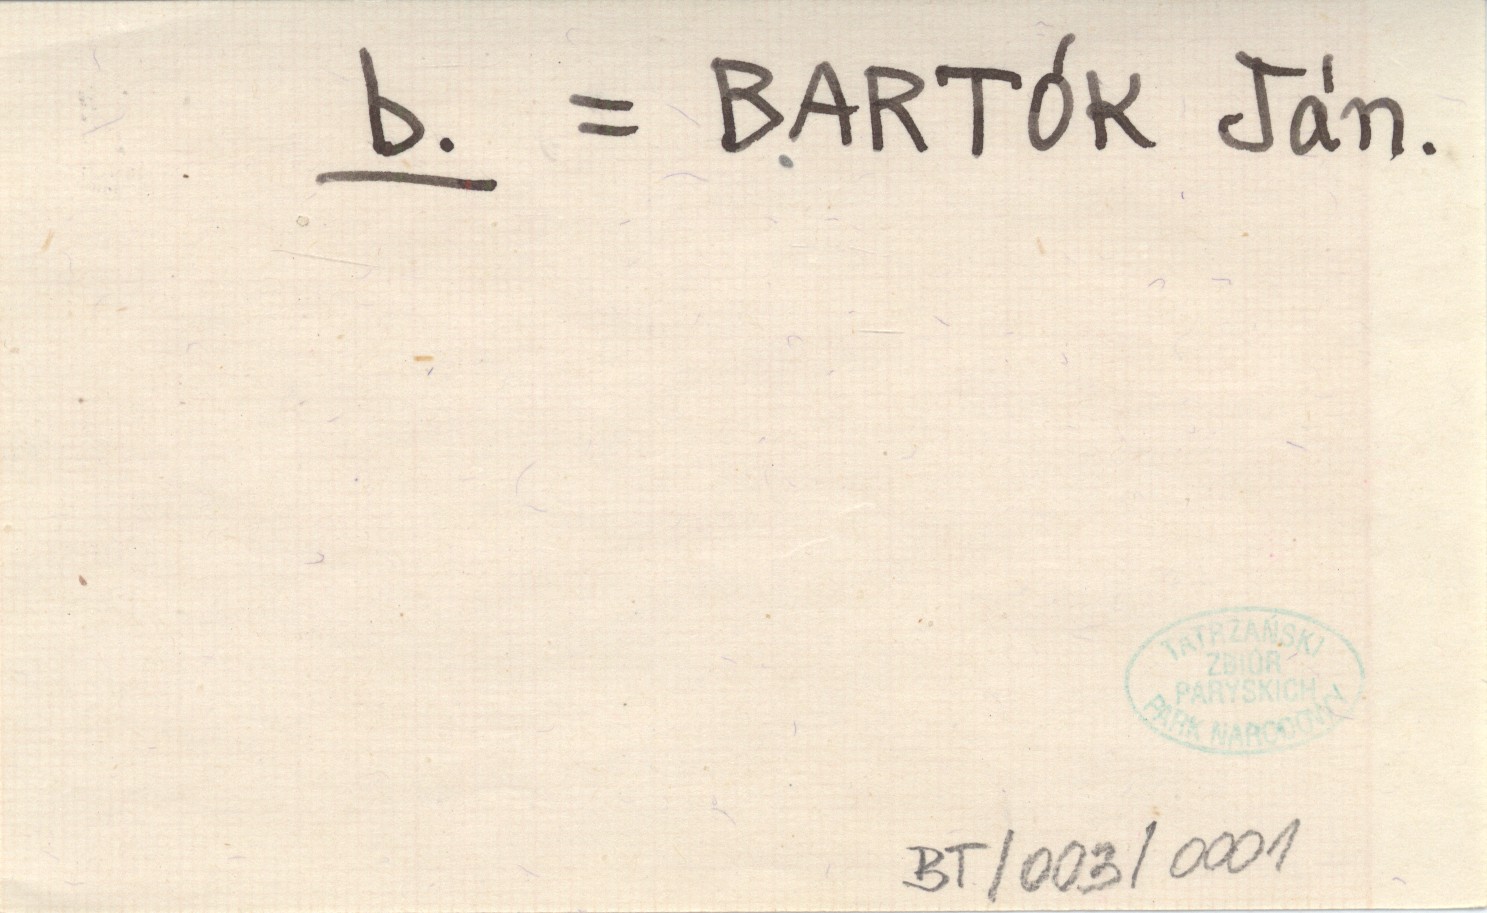 b. = BARTÓK Ján.
TATRZAŃSKI
ZBIÓR
PARYSKICH
PARK NARODOWY
BT/003/0001